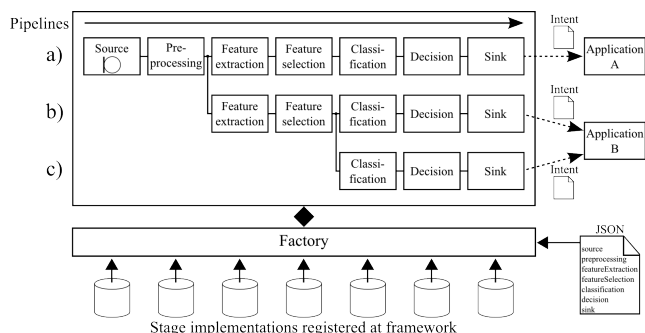 Pipelines
Intent
a)
Source
Pre-
processing
Feature
extraction
Feature
selection
Classi-
fication
Decision
Sink
Application
A
Intent
b)
Feature
extraction
Feature
selection
Classi-
fication
Decision
Sink
Application
B
c)
Classi-
fication
Decision
Sink
Intent
Factory
JSON
source
preprocessing
featureExtraction
featureSelection
classification
decision
sink
Stage implementations registered at framework